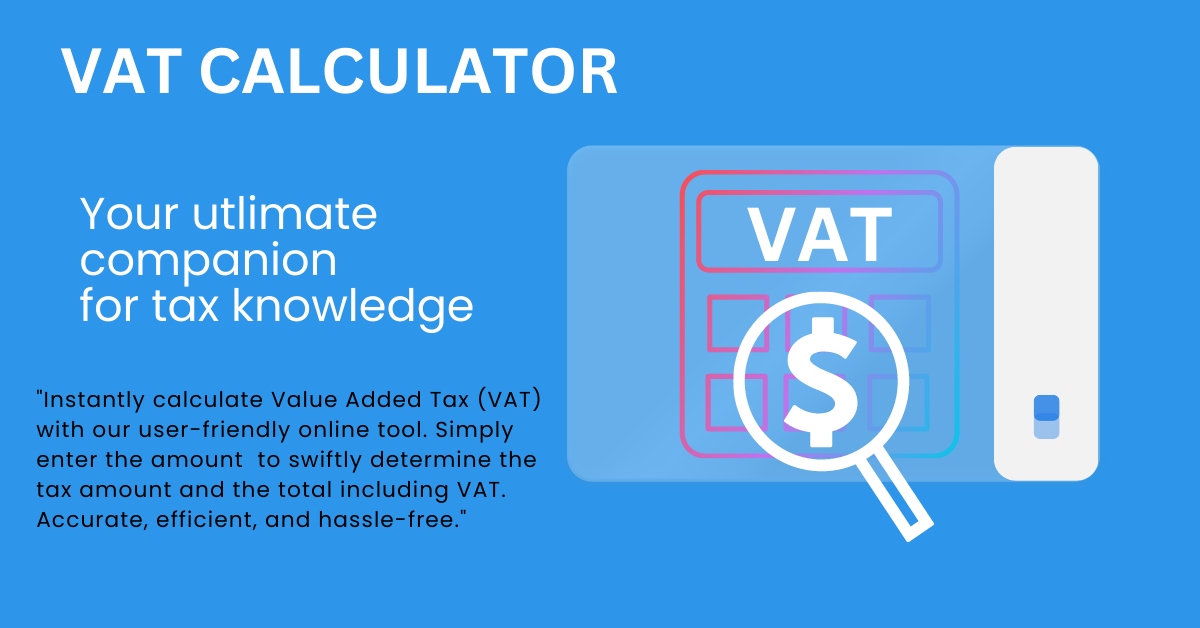 VAT CALCULATOR
Your utlimate
companion
for tax knowledge
VAT
$
"Instantly calculate Value Added Tax (VAT)
with our user-friendly online tool. Simply
enter the amount  to swiftly determine the
tax amount and the total including VAT.
Accurate, efficient, and hassle-free."